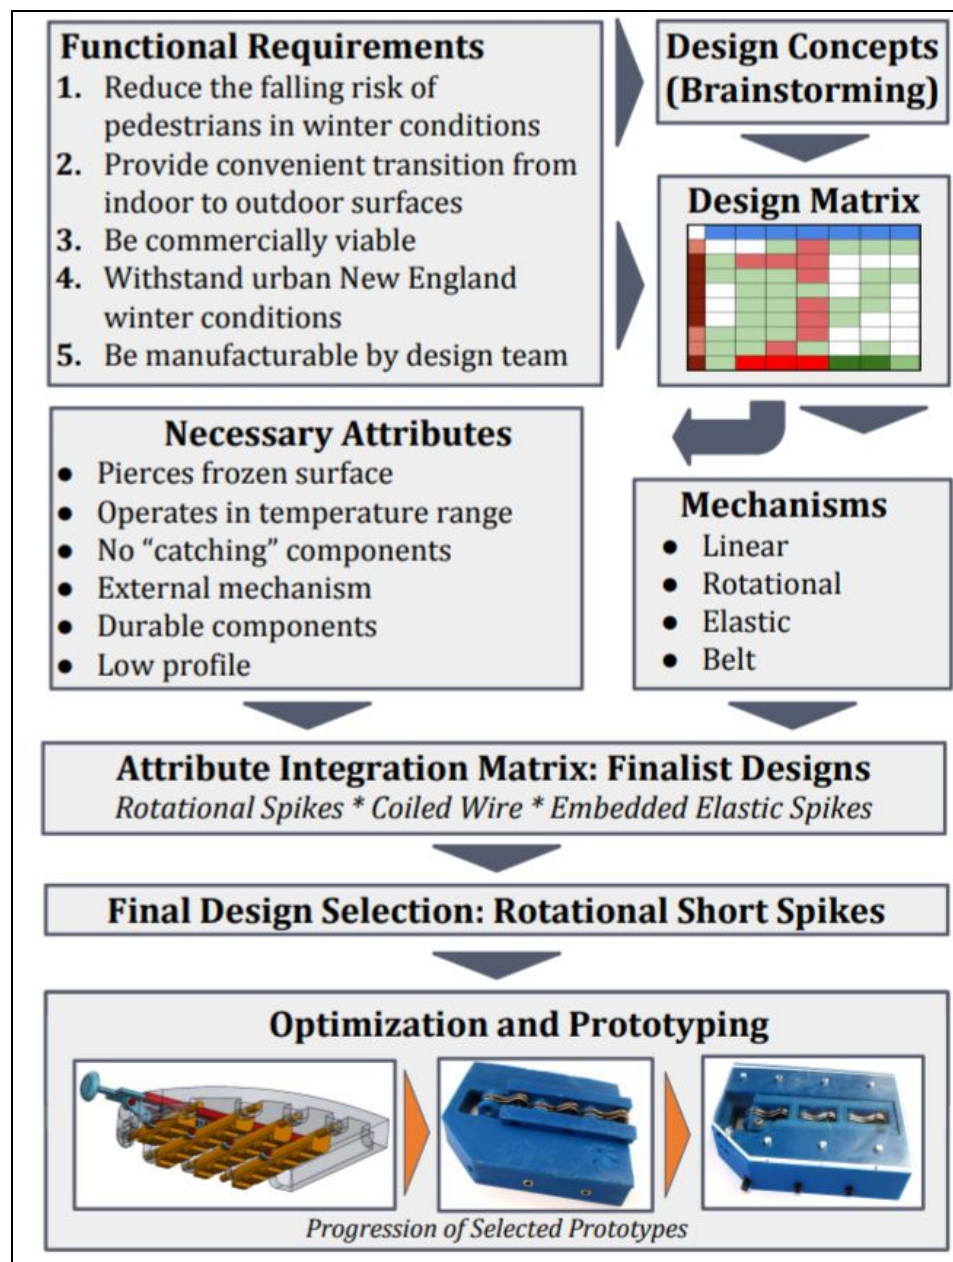 Functional Requirements
1. Reduce the falling risk of
pedestrians in winter conditions
2. Provide convenient transition from
indoor to outdoor surfaces
3. Be commercially viable
4. Withstand urban New England
winter conditions
5. Be manufacturable by design team
Design Concepts
(Brainstorming)
Design Matrix
Necessary Attributes
● Pierces frozen surface
● Operates in temperature range
● No “catching” components
● External mechanism
● Durable components
● Low profile
Mechanisms
● Linear
● Rotational
● Elastic
● Belt
Attribute Integration Matrix: Finalist Designs
Rotational Spikes * Coiled Wire * Embedded Elastic Spikes
Final Design Selection: Rotational Short Spikes
Optimization and Prototyping
Progression of Selected Prototypes